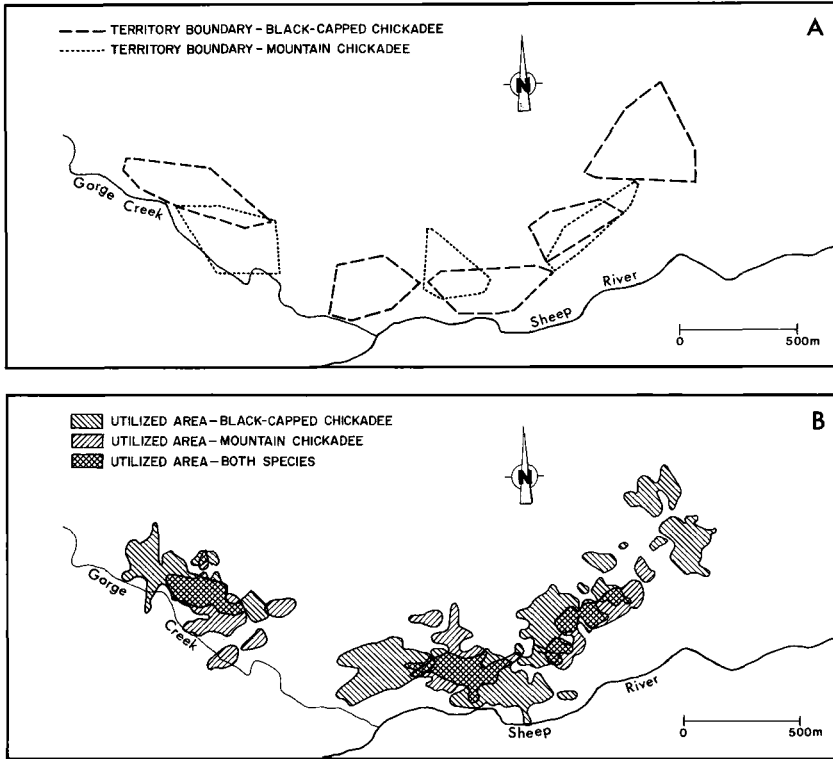 A
TERRITORY BOUNDARY – BLACK-CAPPED CHICKADEE
TERRITORY BOUNDARY – MOUNTAIN CHICKADEE
N
Gorge Creek
Sheep River
0 500m
B
UTILIZED AREA – BLACK-CAPPED CHICKADEE
UTILIZED AREA – MOUNTAIN CHICKADEE
UTILIZED AREA – BOTH SPECIES
N
Gorge Creek
Sheep River
0 500m